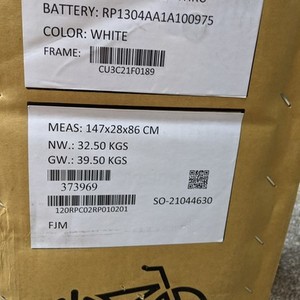 BATTERY: RP1304AA1A100975
COLOR: WHITE
FRAME:
CU3C21F0189
MEAS: 147x28x86 CM
NW.: 32.50 KGS
GW.: 39.50 KGS
373969
120RPC02RP010201
SO-21044630
FJM